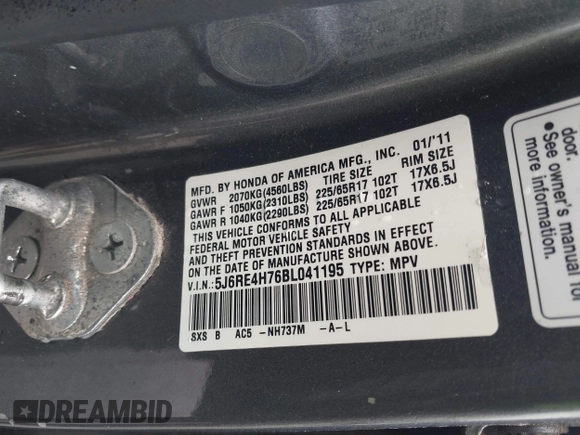 MFD. BY HONDA OF AMERICA MFG., INC. 01/'11
GVWR 2070KG(4560LBS) TIRE SIZE RIM SIZE
GAWR F 1050KG(2310LBS) 225/65R17 102T 17X6.5J
GAWR R 1040KG(2290LBS) 225/65R17 102T 17X6.5J
THIS VEHICLE CONFORMS TO ALL APPLICABLE
FEDERAL MOTOR VEHICLE SAFETY
AND THEFT PREVENTION STANDARDS IN EFFECT
ON THE DATE OF MANUFACTURE SHOWN ABOVE.
V.I.N.:5J6RE4H76BL041195 TYPE: MPV
SXS B AC5 -NH737M -A-L
door.
•See owner's
manual for
more
information.
DREAMBID